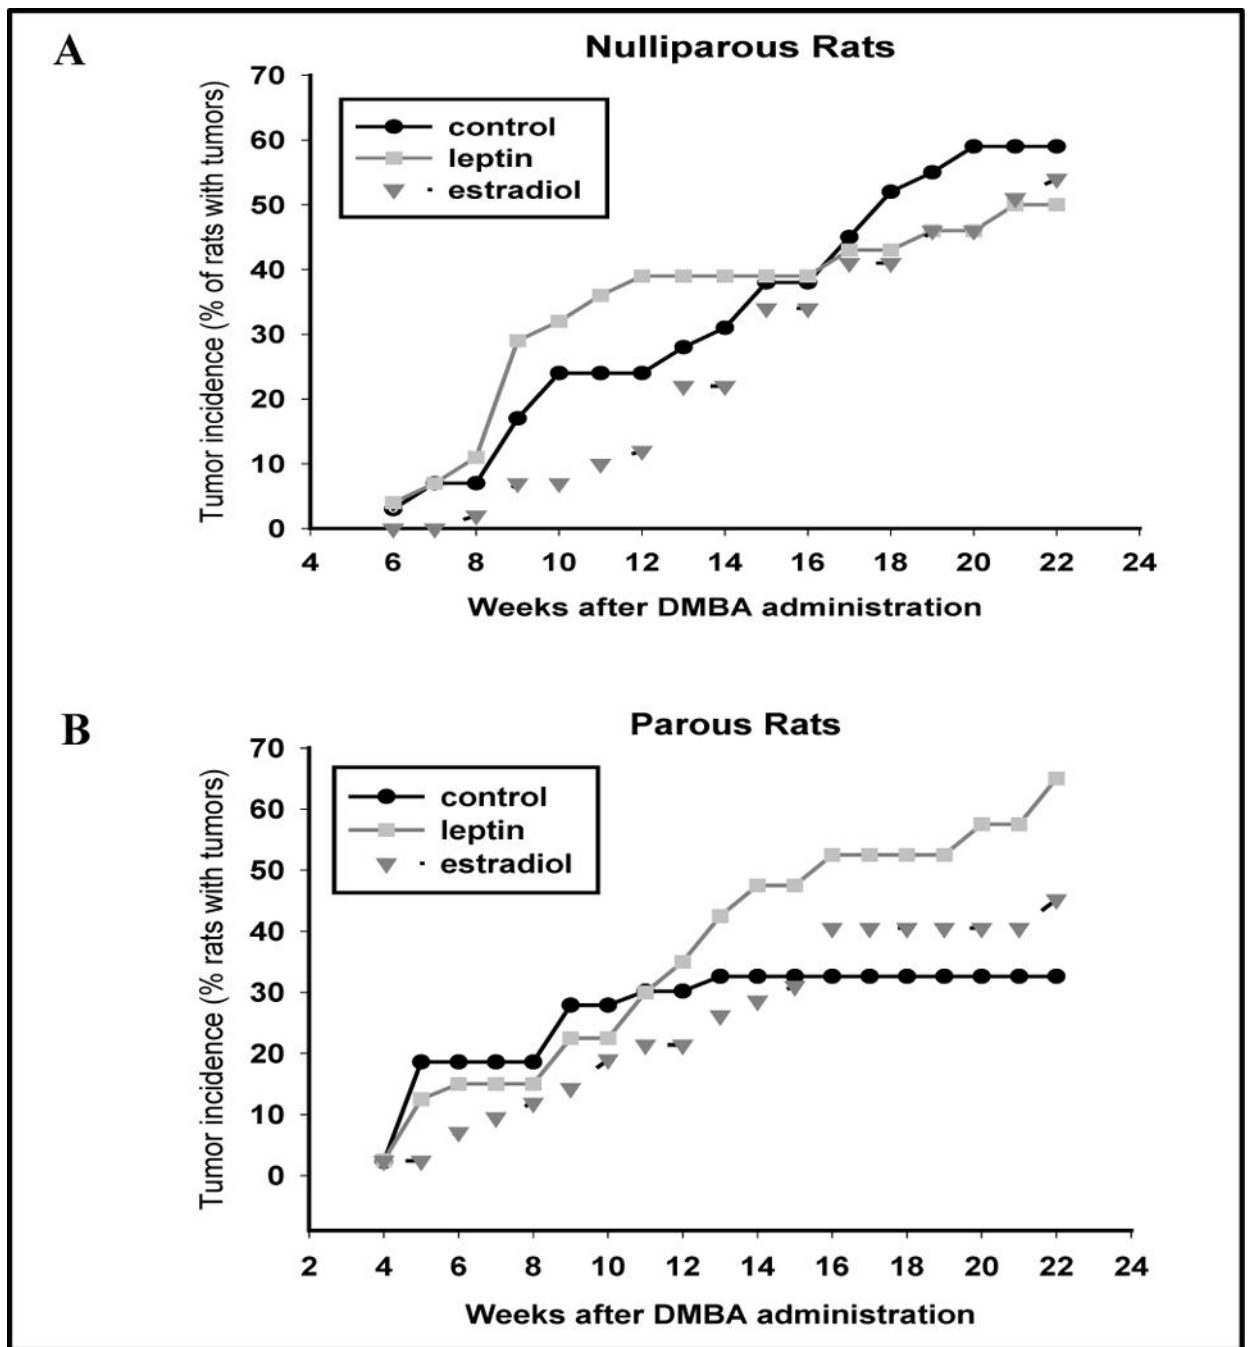 A
Nulliparous Rats
Tumor incidence (% of rats with tumors)
70
60
50
40
30
20
10
0
control
leptin
estradiol
4 6 8 10 12 14 16 18 20 22 24
Weeks after DMBA administration
B
Parous Rats
Tumor incidence (% rats with tumors)
70
60
50
40
30
20
10
0
control
leptin
estradiol
2 4 6 8 10 12 14 16 18 20 22 24
Weeks after DMBA administration